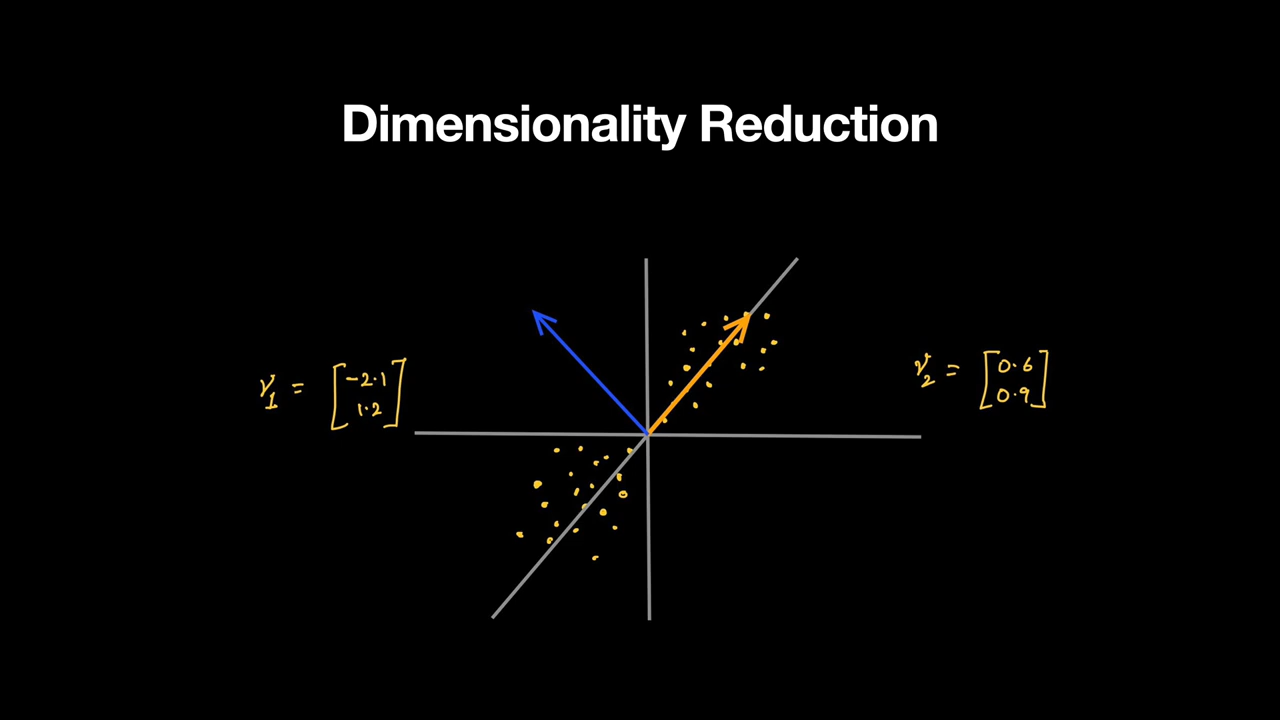 Dimensionality Reduction
v₁ = [-2.1
1.2]
v₂ = [0.6
0.9]